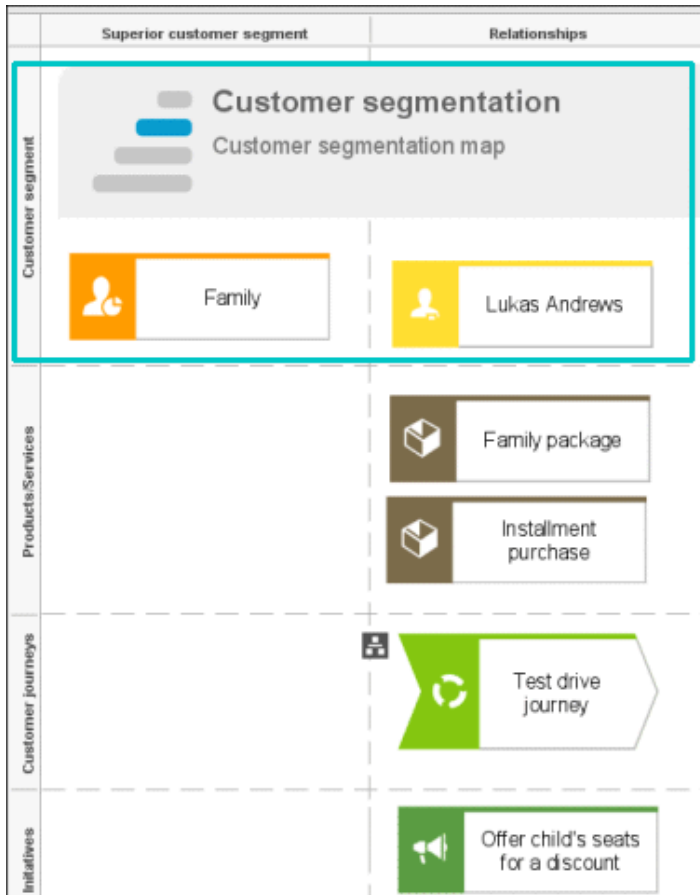 Superior customer segment
Relationships
Customer segment
Customer segmentation
Customer segmentation map
Family
Lukas Andrews
Products/Services
Family package
Installment
purchase
Customer journeys
Test drive
journey
Initatives
Offer child's seats
for a discount